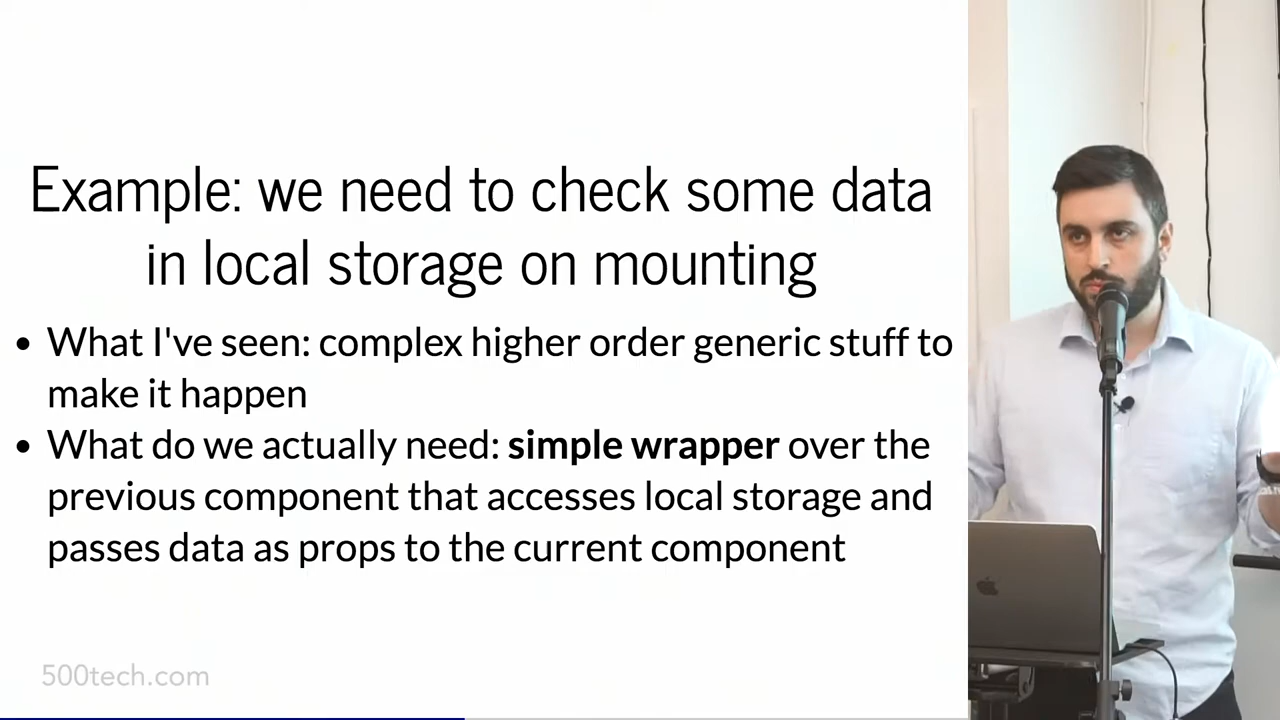 Example: we need to check some data
in local storage on mounting
• What I've seen: complex higher order generic stuff to
make it happen
• What do we actually need: simple wrapper over the
previous component that accesses local storage and
passes data as props to the current component
500tech.com